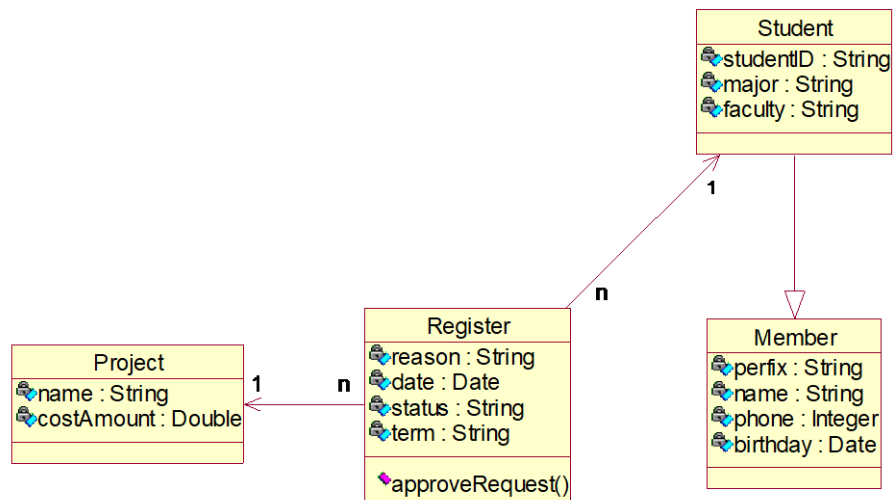 Student
studentID : String
major : String
faculty : String
1
n
Register
reason : String
date : Date
status : String
term : String
approveRequest()
Project
name : String
costAmount : Double
1
n
Member
perfix : String
name : String
phone : Integer
birthday : Date